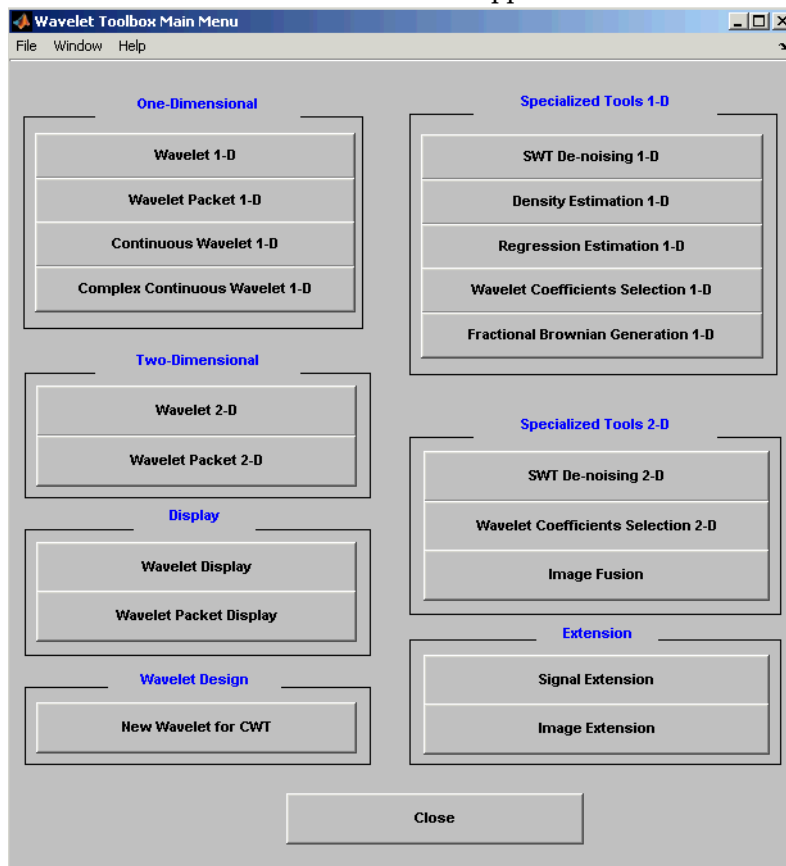 Wavelet Toolbox Main Menu
File Window Help
One-Dimensional
Wavelet 1-D
Wavelet Packet 1-D
Continuous Wavelet 1-D
Complex Continuous Wavelet 1-D
Two-Dimensional
Wavelet 2-D
Wavelet Packet 2-D
Display
Wavelet Display
Wavelet Packet Display
Wavelet Design
New Wavelet for CWT
Specialized Tools 1-D
SWT De-noising 1-D
Density Estimation 1-D
Regression Estimation 1-D
Wavelet Coefficients Selection 1-D
Fractional Brownian Generation 1-D
Specialized Tools 2-D
SWT De-noising 2-D
Wavelet Coefficients Selection 2-D
Image Fusion
Extension
Signal Extension
Image Extension
Close